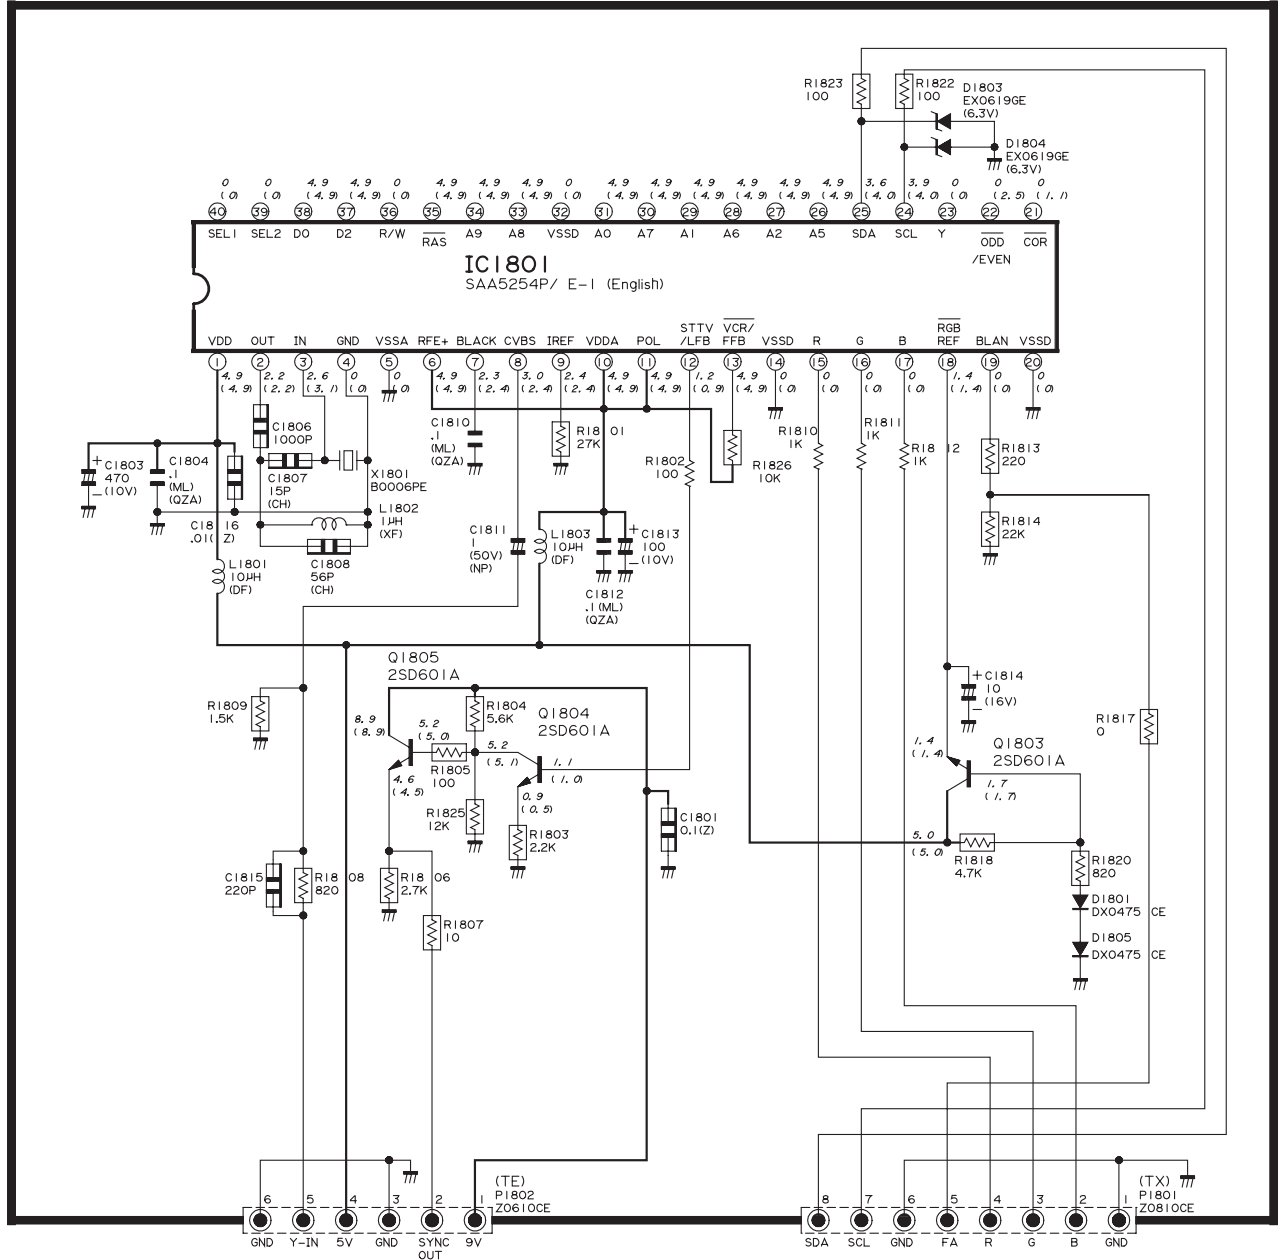 R1823
100
R1822
100
D1803
EX0619GE
(6.3V)
D1804
EX0619GE
(6.3V)
0 0 4.9 4.9 0 4.9 4.9 4.9 0 4.9 4.9 4.9 4.9 4.9 4.9 3.6 3.9 0 0 0
(0) (0) (4.9) (4.9) (0) (4.9) (4.9) (4.9) (0) (4.9) (4.9) (4.9) (4.9) (4.9) (4.9) (4.0) (4.0) (0) (2.5) (1.1)
40 39 38 37 36 35 34 33 32 31 30 29 28 27 26 25 24 23 22 21
SEL1 SEL2 D0 D2 R/W RAS A9 A8 VSSD A0 A7 A1 A6 A2 A5 SDA SCL Y ODD COR
/EVEN
IC1801
SAA5254P/ E-1 (English)
STTV VCR/ RGB
VDD OUT IN GND VSSA RFE+ BLACK CVBS IREF VDDA POL /LFB FFB VSSD R G B REF BLAN VSSD
1 2 3 4 5 6 7 8 9 10 11 12 13 14 15 16 17 18 19 20
4.9 2.2 2.6 0 0 4.9 2.3 3.0 2.4 4.9 4.9 1.2 4.9 0 0 0 0 1.4 0 0
(4.9) (2.2) (3.1) (0) (0) (4.9) (2.4) (2.4) (2.4) (4.9) (4.9) (0.9) (4.9) (0) (0) (0) (0) (1.4) (0) (0)
C1806
1000P
C1810
.1
(ML)
(QZA)
R18 01
27K
R1810
1K
R1811
1K
R18 12
1K
R1813
220
+
C1803
470
(10V)
−
C1804
.1
(ML)
(QZA)
C1807
15P
(CH)
X1801
B0006PE
R1802
100
R1826
10K
C18 16
.01( Z)
L1802
1μH
(XF)
C1811
1
(50V)
(NP)
L1803
10μH
(DF)
+
C1813
100
(10V)
−
R1814
22K
L1801
10μH
(DF)
C1808
56P
(CH)
C1812
.1(ML)
(QZA)
Q1805
2SD601A
R1809
1.5K
8.9
(8.9)
5.2
(5.0)
R1804
5.6K
Q1804
2SD601A
+
C1814
10
(16V)
−
R1817
0
5.2
(5.1)
1.1
(1.0)
1.4
(1.4)
Q1803
2SD601A
R1805
100
4.6
(4.5)
0.9
(0.5)
1.7
(1.7)
R1825
12K
R1803
2.2K
C1801
0.1(Z)
5.0
(5.0)
R1818
4.7K
R1820
820
C1815
220P
R18 08
820
R18 06
2.7K
D1801
DX0475 CE
R1807
10
D1805
DX0475 CE
(TE)
P1802
Z0610CE
(TX)
P1801
Z0810CE
6 5 4 3 2 1
8 7 6 5 4 3 2 1
GND Y-IN 5V GND SYNC 9V
OUT
SDA SCL GND FA R G B GND